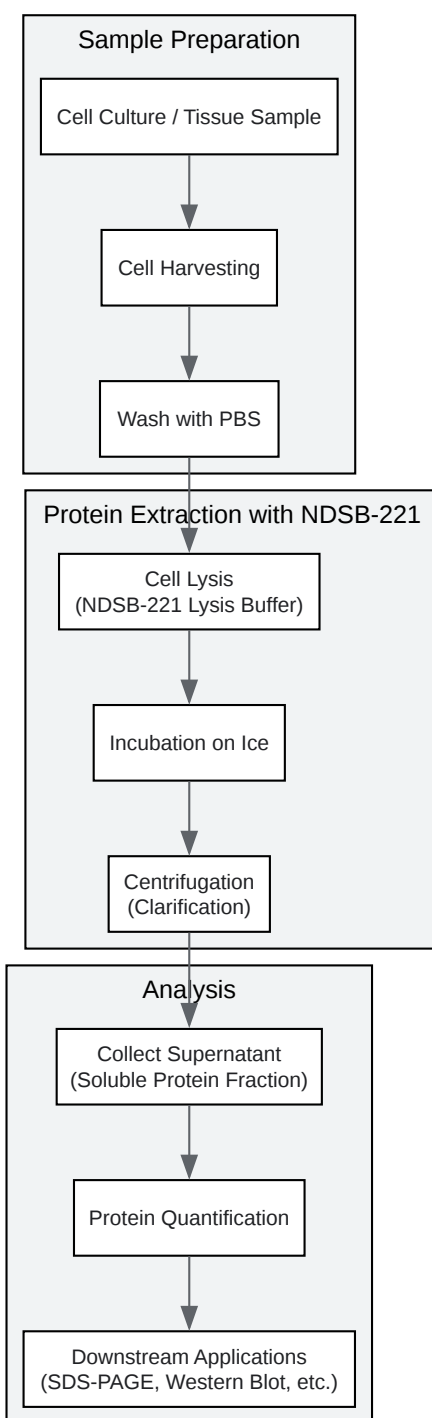 Sample Preparation
Cell Culture / Tissue Sample
Cell Harvesting
Wash with PBS
Protein Extraction with NDSB-221
Cell Lysis
(NDSB-221 Lysis Buffer)
Incubation on Ice
Centrifugation
(Clarification)
Analysis
Collect Supernatant
(Soluble Protein Fraction)
Protein Quantification
Downstream Applications
(SDS-PAGE, Western Blot, etc.)